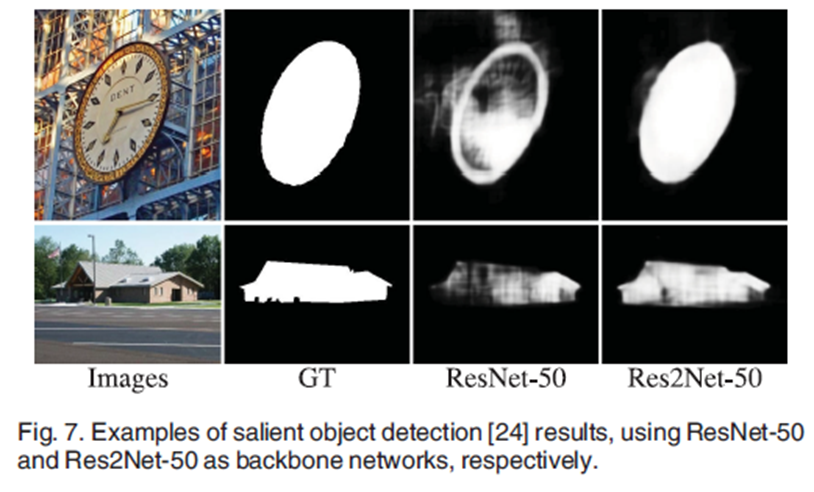 DENT
Images GT ResNet-50 Res2Net-50
Fig. 7. Examples of salient object detection [24] results, using ResNet-50
and Res2Net-50 as backbone networks, respectively.